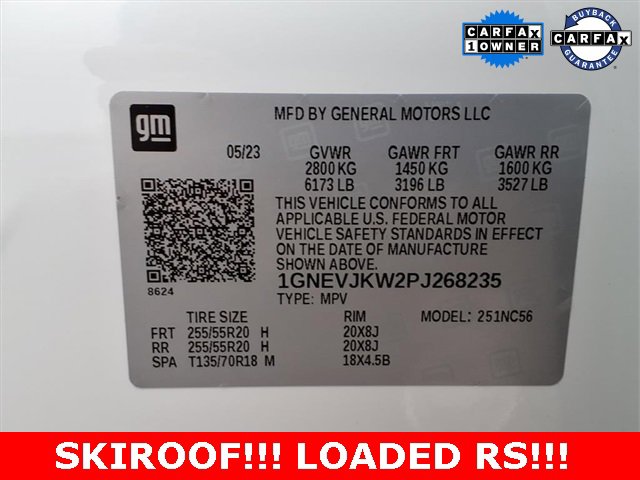 CARFAX
1 OWNER
BUYBACK
CARFAX
GUARANTEE
gm
MFD BY GENERAL MOTORS LLC
05/23 GVWR GAWR FRT GAWR RR
2800 KG 1450 KG 1600 KG
6173 LB 3196 LB 3527 LB
THIS VEHICLE CONFORMS TO ALL
APPLICABLE U.S. FEDERAL MOTOR
VEHICLE SAFETY STANDARDS IN EFFECT
ON THE DATE OF MANUFACTURE
SHOWN ABOVE.
8624
1GNEVJKW2PJ268235
TYPE: MPV
TIRE SIZE RIM MODEL: 251NC56
FRT 255/55R20 H 20X8J
RR 255/55R20 H 20X8J
SPA T135/70R18 M 18X4.5B
SKIROOF!!! LOADED RS!!!